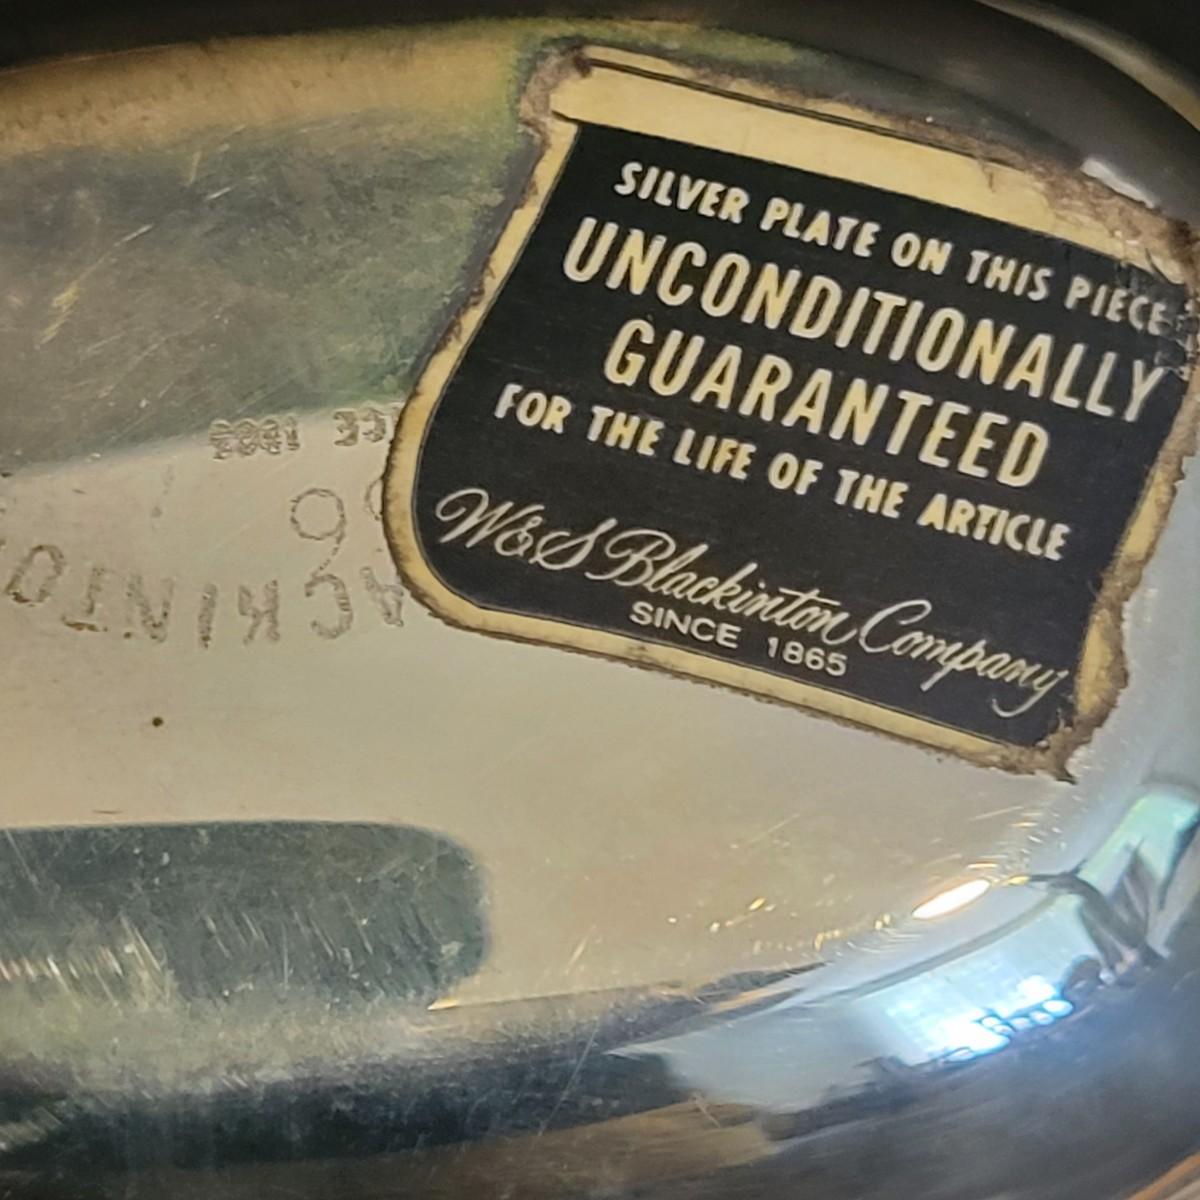 SILVER PLATE ON THIS PIECE
UNCONDITIONALLY
GUARANTEED
FOR THE LIFE OF THE ARTICLE
W&S Blackinton Company
SINCE 1865